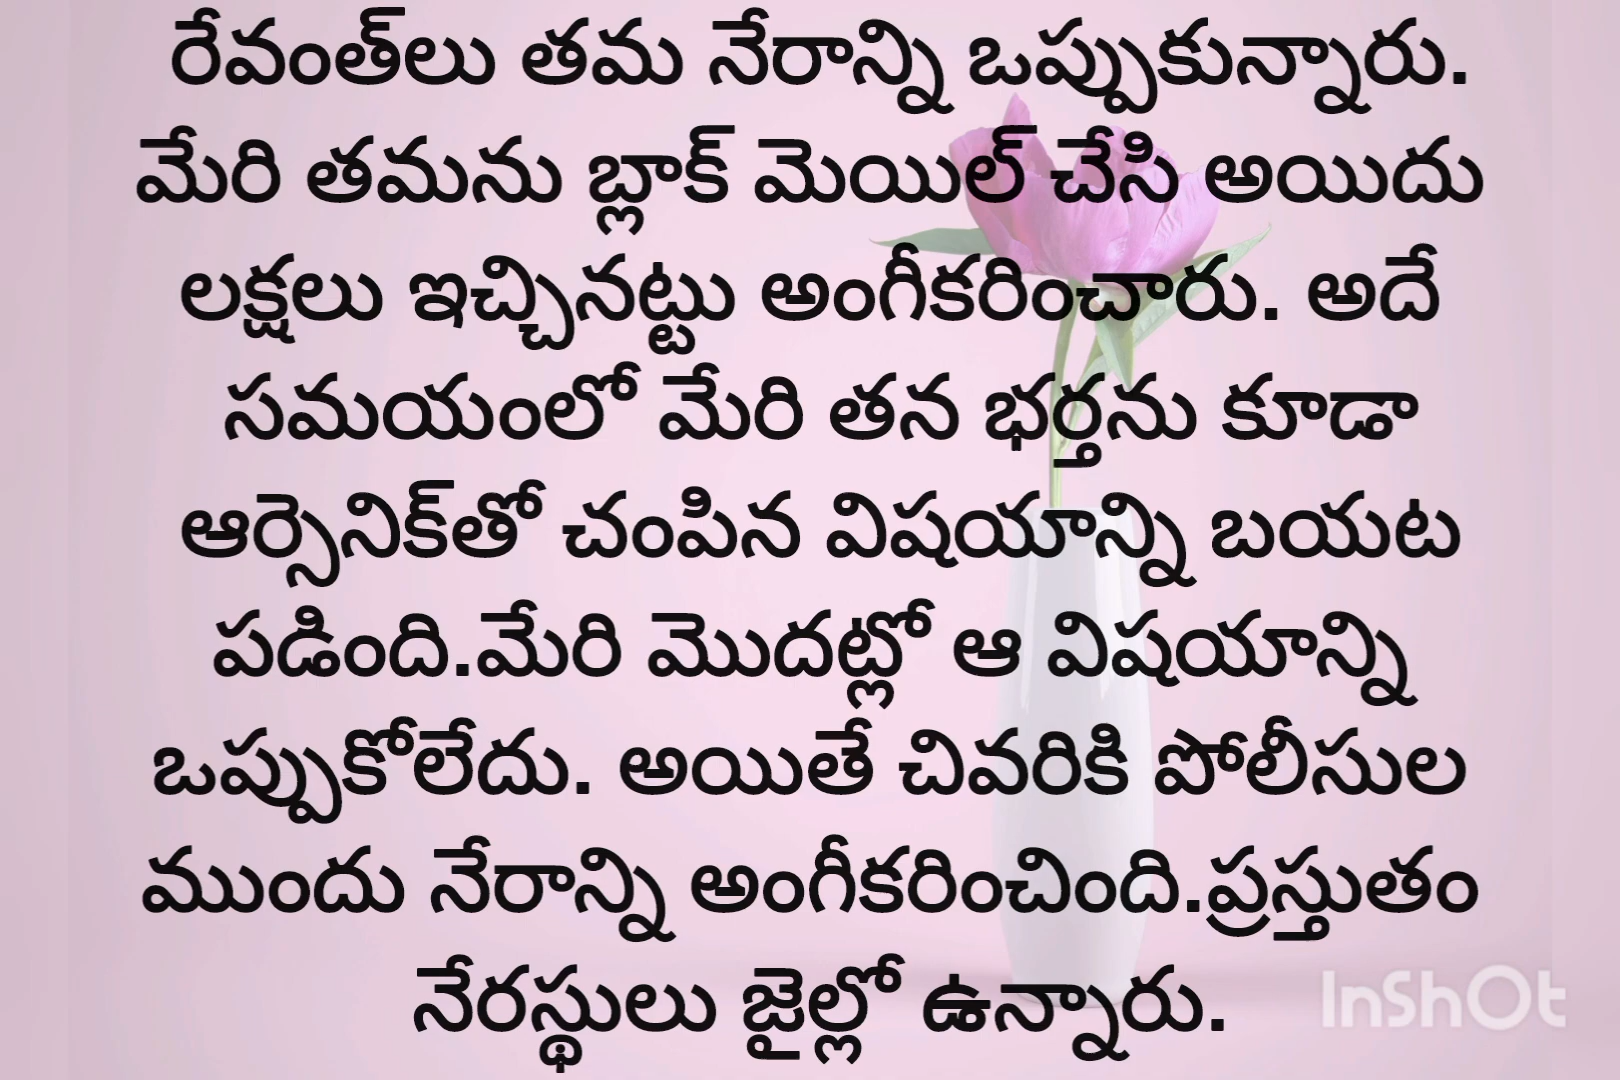 రేవంత్‌లు తమ నేరాన్ని ఒప్పుకున్నారు.
మేరి తమను బ్లాక్ మెయిల్ చేసి అయిదు
లక్షలు ఇచ్చినట్టు అంగీకరించారు. అదే
సమయంలో మేరి తన భర్తను కూడా
ఆర్సెనిక్‌తో చంపిన విషయాన్ని బయట
పడింది.మేరి మొదట్లో ఆ విషయాన్ని
ఒప్పుకోలేదు. అయితే చివరికి పోలీసుల
ముందు నేరాన్ని అంగీకరించింది.ప్రస్తుతం
నేరస్థులు జైల్లో ఉన్నారు.
InShOt